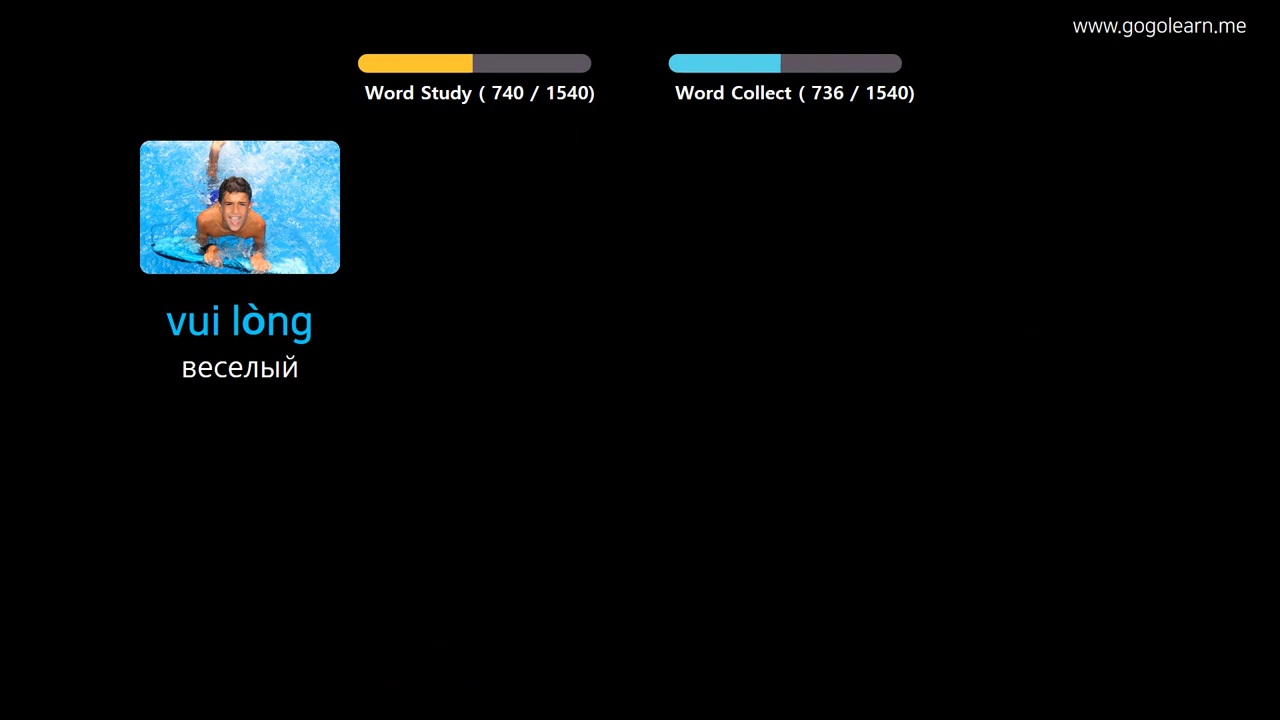 www.gogolearn.me
Word Study ( 740 / 1540)
Word Collect ( 736 / 1540)
vui lòng
веселый